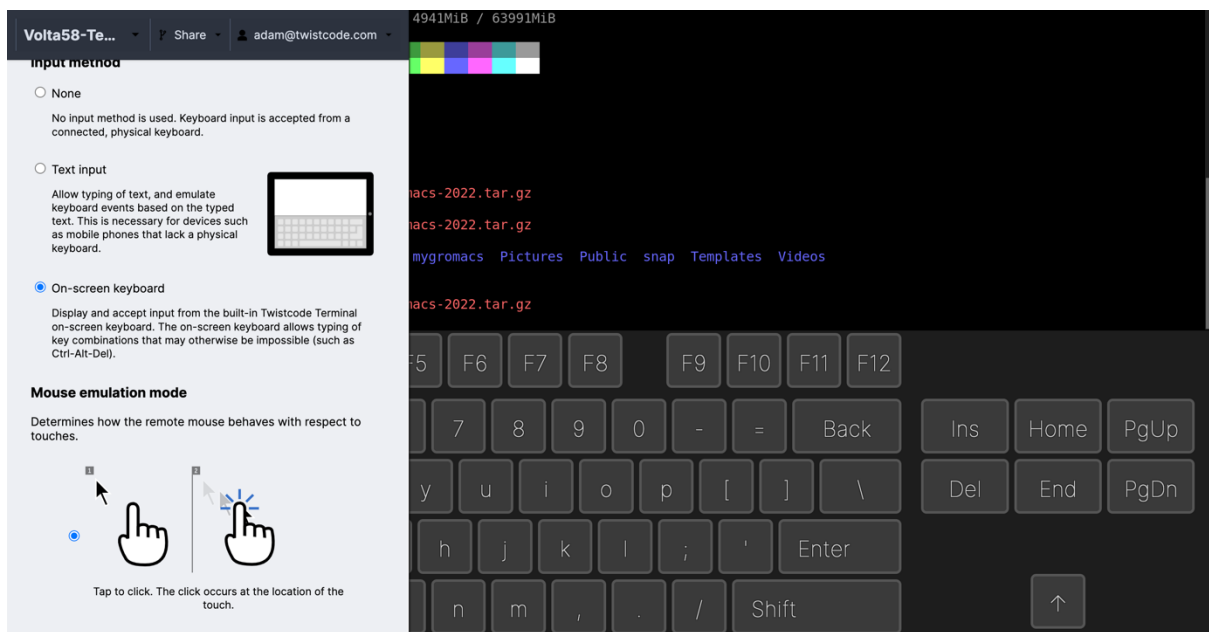 Volta58-Te... Share adam@twistcode.com
Input method
None
No input method is used. Keyboard input is accepted from a
connected, physical keyboard.
Text input
Allow typing of text, and emulate
keyboard events based on the typed
text. This is necessary for devices such
as mobile phones that lack a physical
keyboard.
On-screen keyboard
Display and accept input from the built-in Twistcode Terminal
on-screen keyboard. The on-screen keyboard allows typing of
key combinations that may otherwise be impossible (such as
Ctrl-Alt-Del).
Mouse emulation mode
Determines how the remote mouse behaves with respect to
touches.
1 2
Tap to click. The click occurs at the location of the
touch.
4941MiB / 63991MiB
macs-2022.tar.gz
macs-2022.tar.gz
mygromacs Pictures Public snap Templates Videos
macs-2022.tar.gz
F5 F6 F7 F8 F9 F10 F11 F12
7 8 9 0 - = Back Ins Home PgUp
y u i o p [ ] \ Del End PgDn
h j k l ; ' Enter
n m , . / Shift ↑